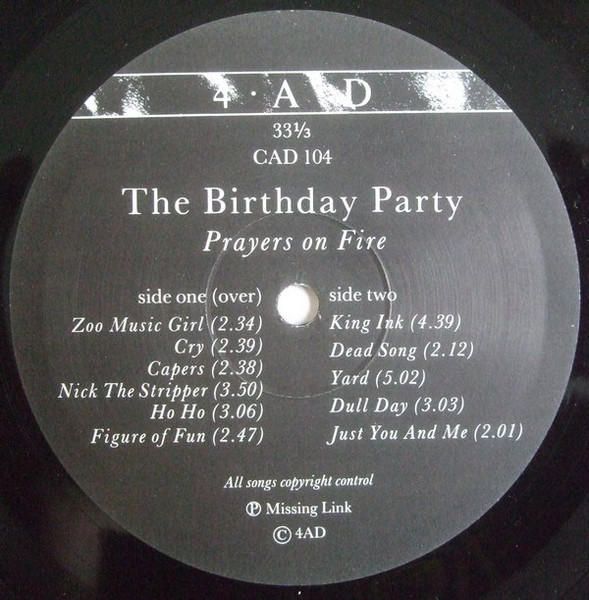 4·AD
33⅓
CAD 104
The Birthday Party
Prayers on Fire
side one (over)
Zoo Music Girl (2.34)
Cry (2.39)
Capers (2.38)
Nick The Stripper (3.50)
Ho Ho (3.06)
Figure of Fun (2.47)
side two
King Ink (4.39)
Dead Song (2.12)
Yard (5.02)
Dull Day (3.03)
Just You And Me (2.01)
All songs copyright control
℗ Missing Link
© 4AD